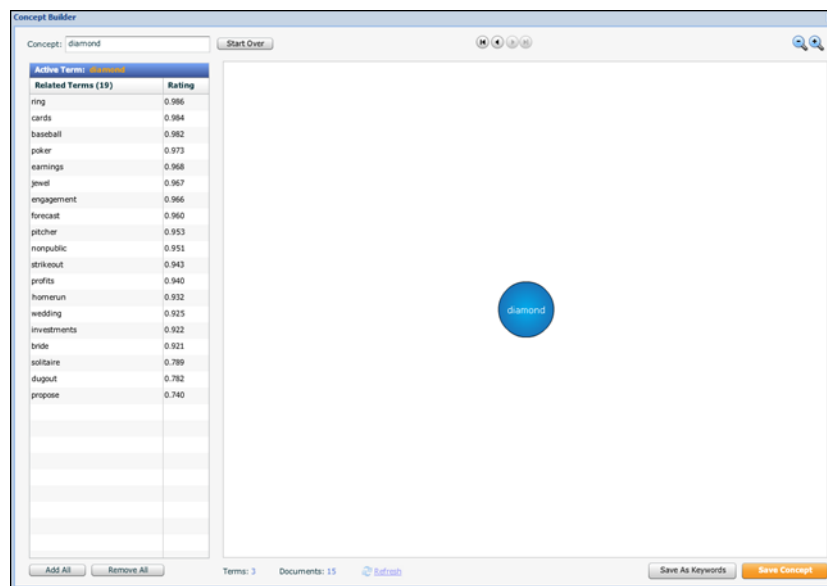 Concept Builder
Concept: diamond Start Over
Active Term: diamond
Related Terms (19) Rating
ring 0.986
cards 0.984
baseball 0.982
poker 0.973
earnings 0.968
jewel 0.967
engagement 0.966
forecast 0.960
pitcher 0.953
nonpublic 0.951
strikeout 0.943
profits 0.940
homerun 0.932
wedding 0.925
investments 0.922
bride 0.921
solitaire 0.789
dugout 0.782
propose 0.740
diamond
Add All Remove All Terms: 3 Documents: 15 Refresh Save As Keywords Save Concept